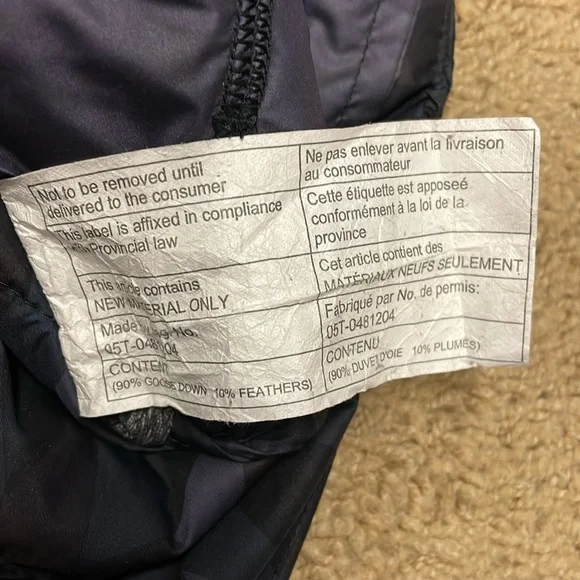 Not to be removed until
delivered to the consumer
This label is affixed in compliance
Provincial law
This article contains
NEW MATERIAL ONLY
Made Reg. No.
05T-0481204
CONTENT
(90% GOOSE DOWN 10% FEATHERS)
Ne pas enlever avant la livraison
au consommateur
Cette étiquette est apposée
conformément à la loi de la
province
Cet article contient des
MATÉRIAUX NEUFS SEULEMENT
Fabriqué par No. de permis:
05T-0481204
CONTENU
(90% DUVET D'OIE 10% PLUMES)